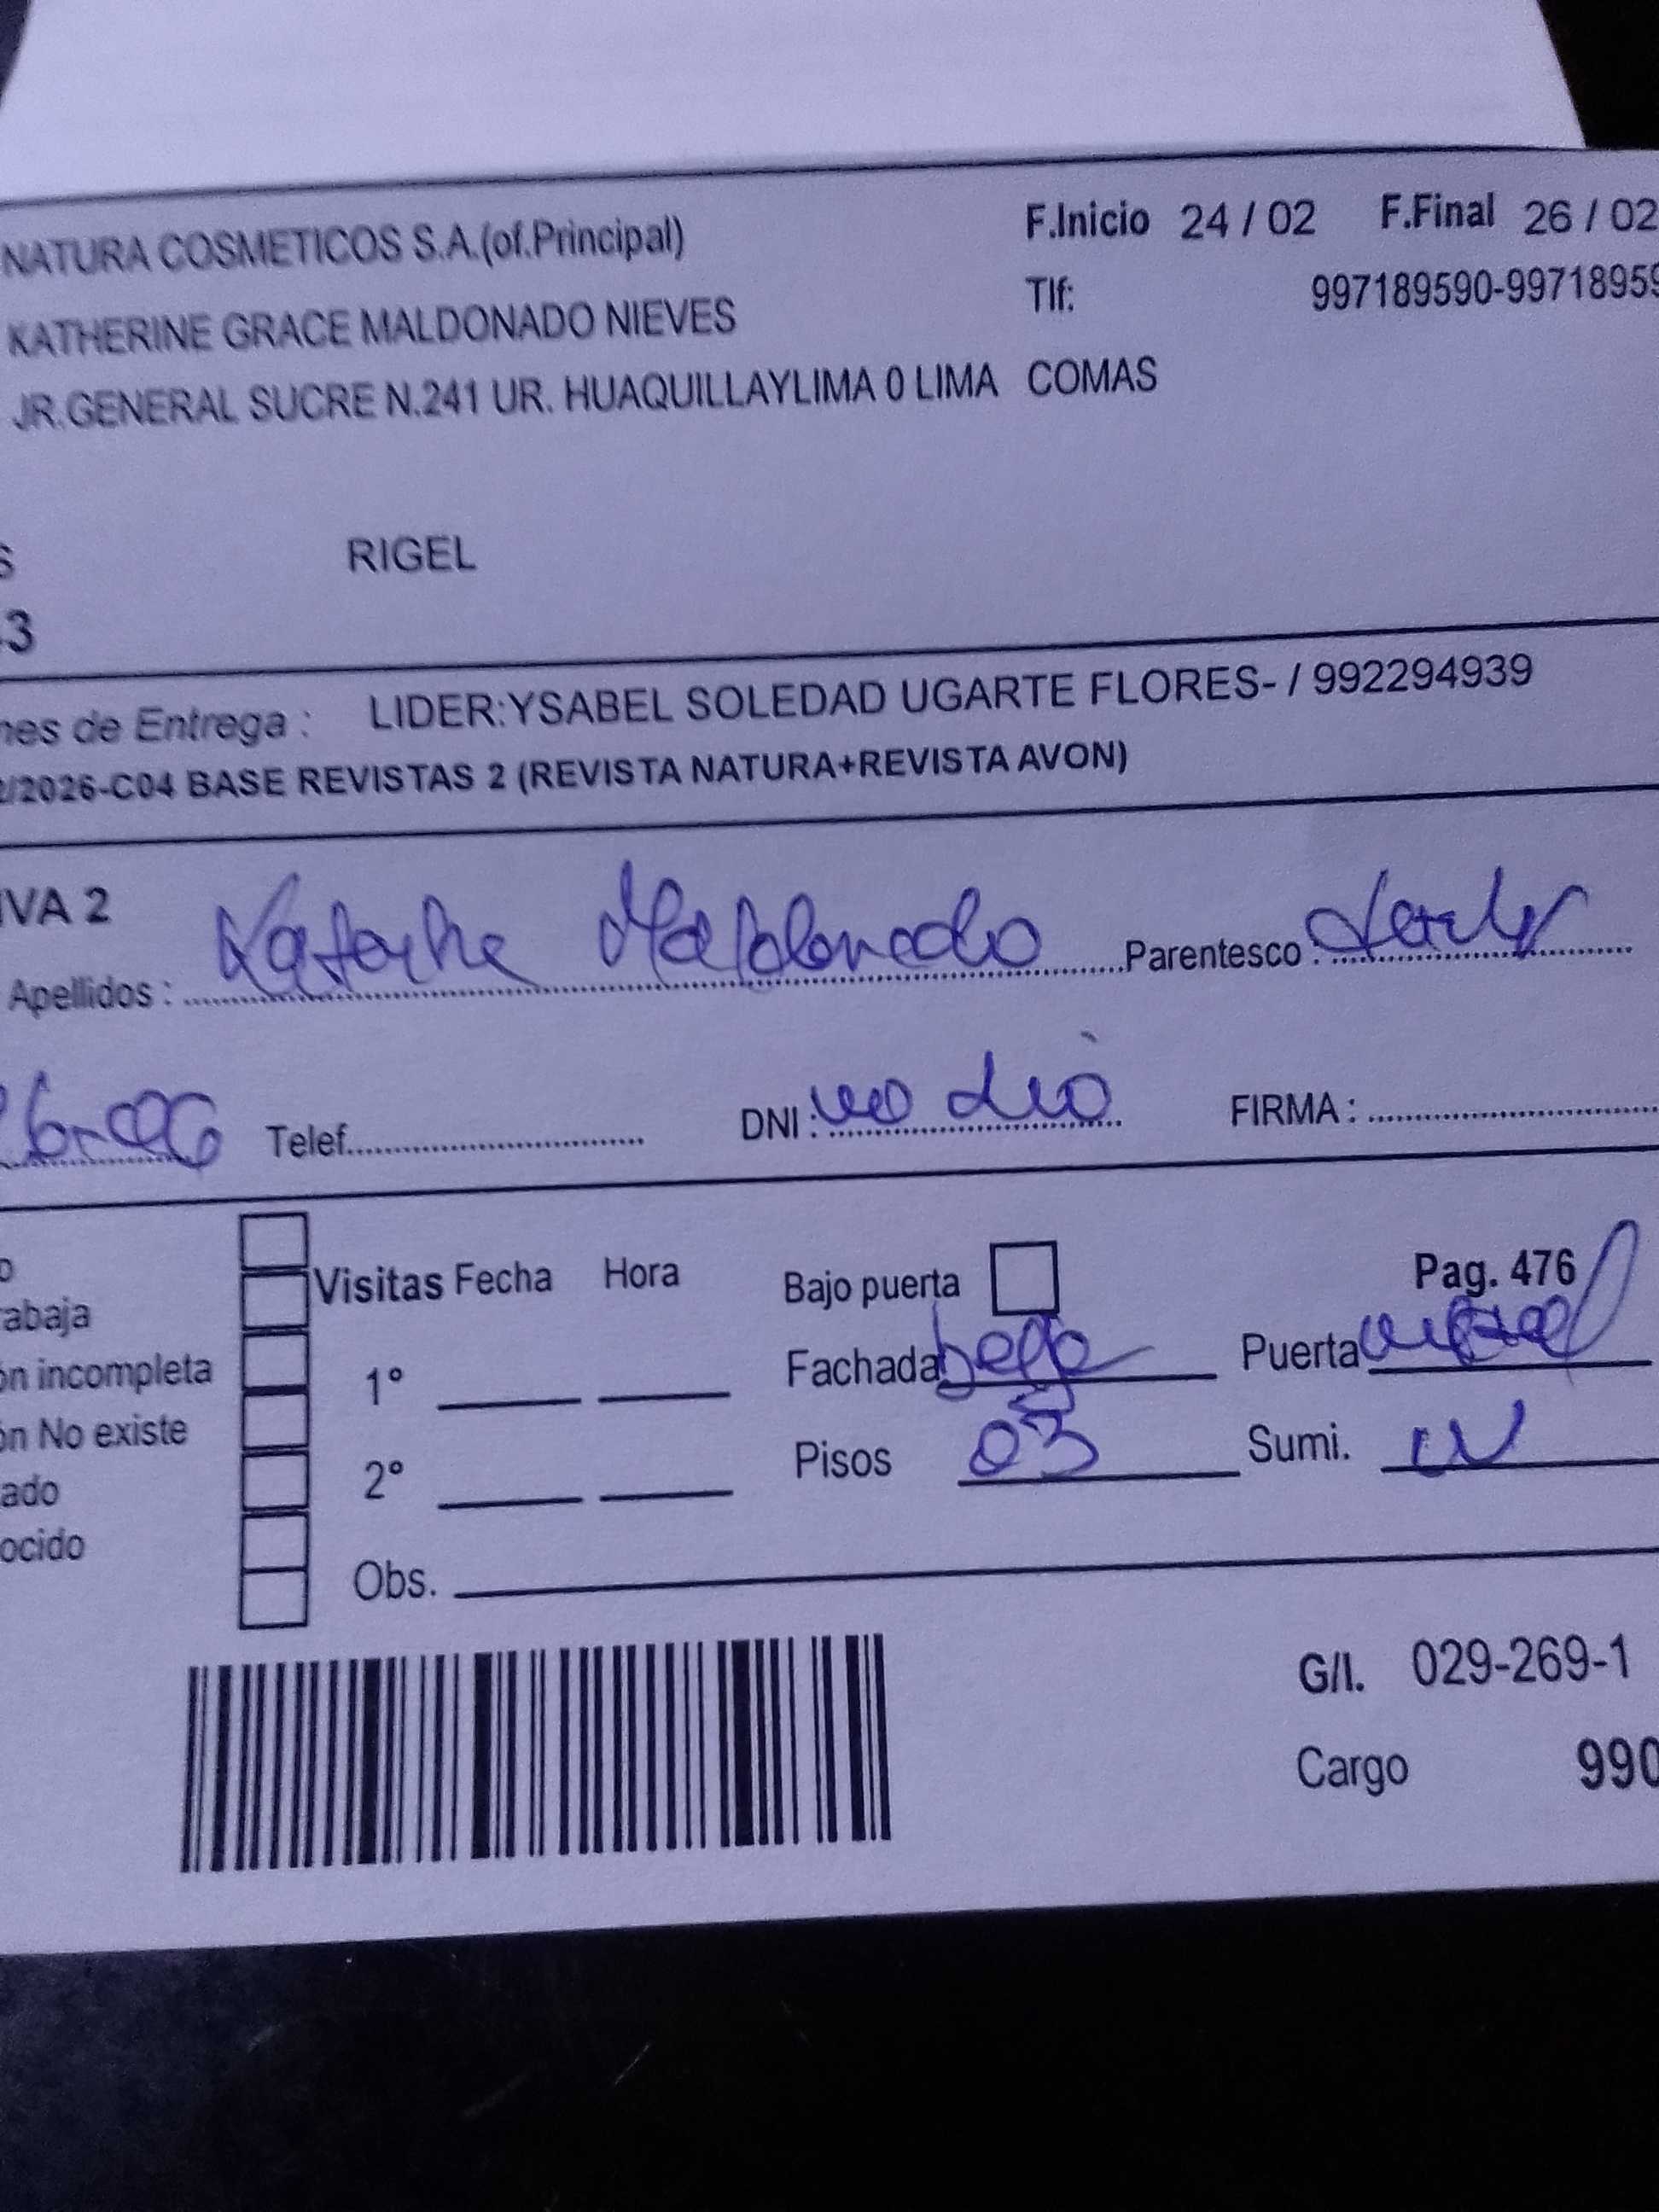 NATURA COSMETICOS S.A.(of.Principal) F.Inicio 24 / 02 F.Final 26 / 02
KATHERINE GRACE MALDONADO NIEVES Tlf: 997189590-99718959
JR.GENERAL SUCRE N.241 UR. HUAQUILLAYLIMA 0 LIMA COMAS
S RIGEL
3
nes de Entrega : LIDER:YSABEL SOLEDAD UGARTE FLORES- / 992294939
2/2026-C04 BASE REVISTAS 2 (REVISTA NATURA+REVISTA AVON)
IVA 2
Apellidos : Katerine Maldonado Parentesco :
Telef. DNI : no dio FIRMA :
o
rabaja Visitas Fecha Hora Bajo puerta Pag. 476
ón incompleta 1° Fachada Puerta
ón No existe
ado 2° Pisos 03 Sumi.
ocido
Obs.
G/I. 029-269-1
Cargo 990